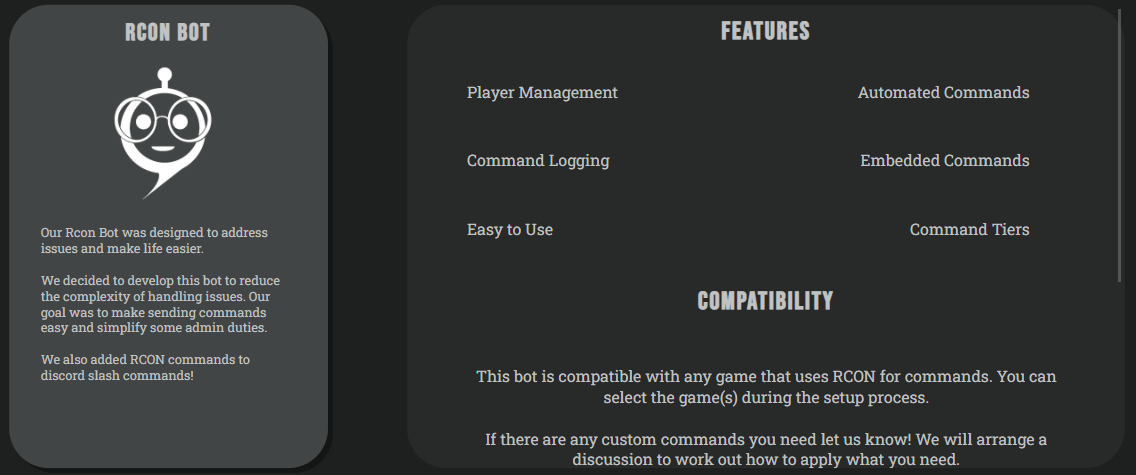 RCON BOT
Our Rcon Bot was designed to address
issues and make life easier.
We decided to develop this bot to reduce
the complexity of handling issues. Our
goal was to make sending commands
easy and simplify some admin duties.
We also added RCON commands to
discord slash commands!
FEATURES
Player Management
Automated Commands
Command Logging
Embedded Commands
Easy to Use
Command Tiers
COMPATIBILITY
This bot is compatible with any game that uses RCON for commands. You can
select the game(s) during the setup process.
If there are any custom commands you need let us know! We will arrange a
discussion to work out how to apply what you need.